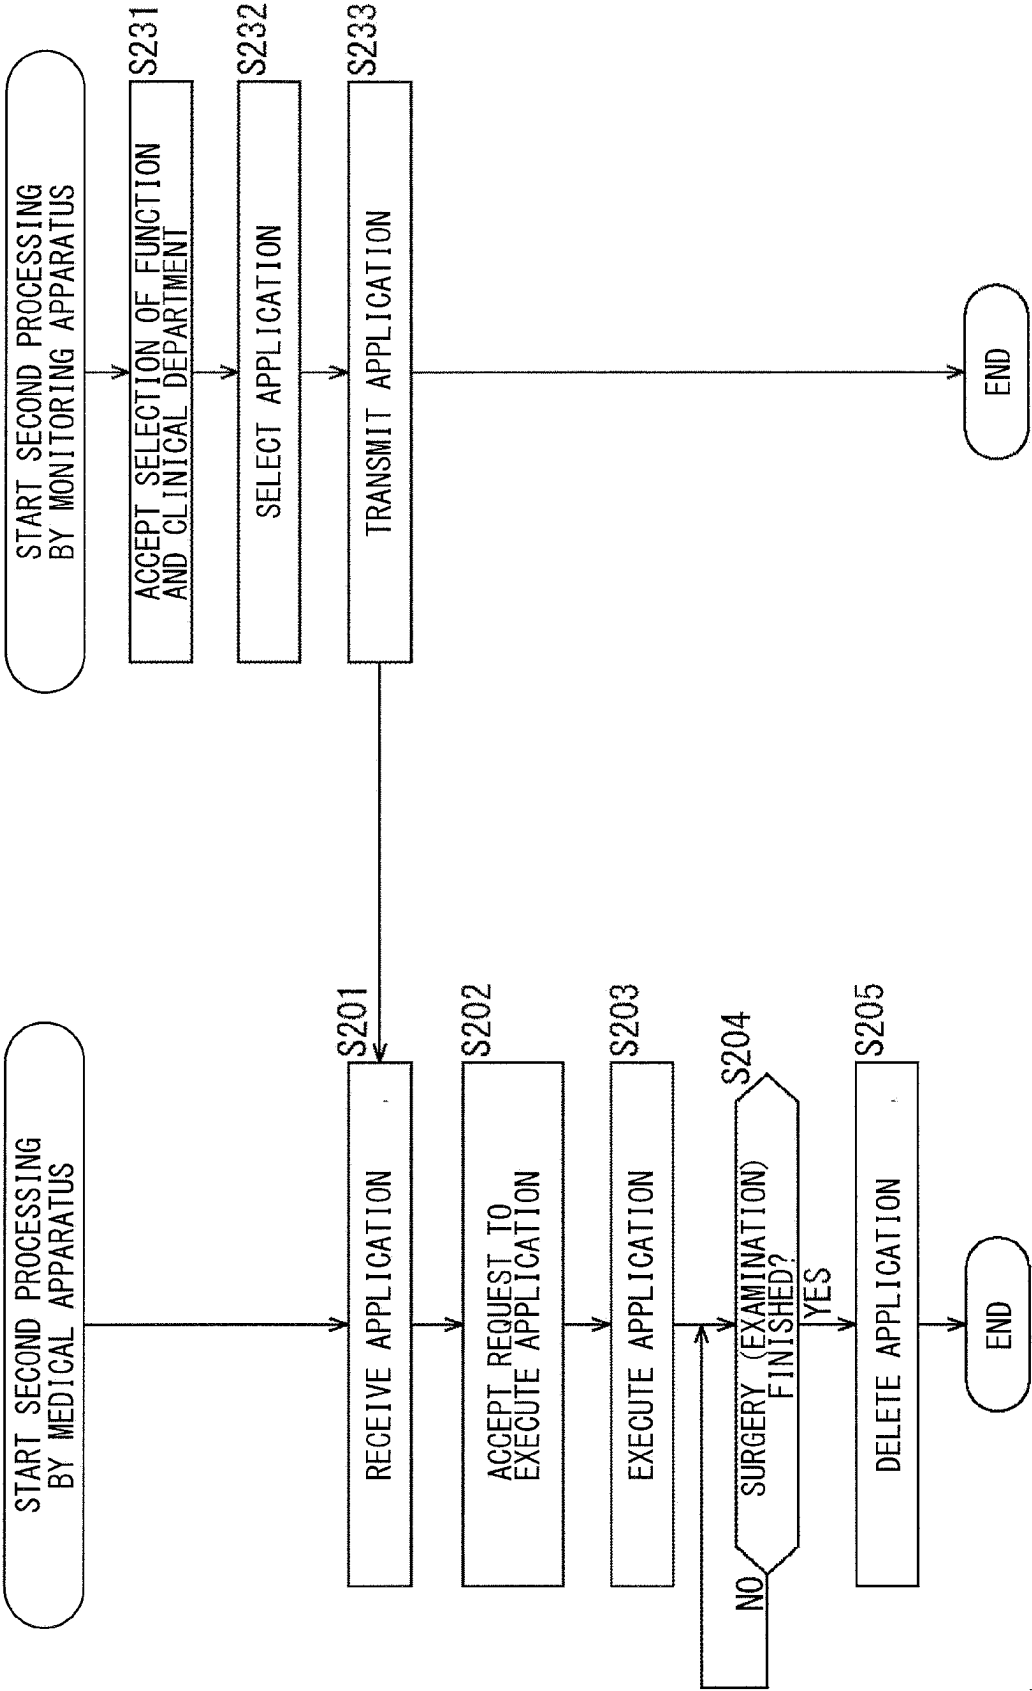 START SECOND PROCESSING
BY MEDICAL APPARATUS
S201
RECEIVE APPLICATION
S202
ACCEPT REQUEST TO
EXECUTE APPLICATION
S203
EXECUTE APPLICATION
S204
SURGERY (EXAMINATION)
FINISHED?
NO
YES
S205
DELETE APPLICATION
END
START SECOND PROCESSING
BY MONITORING APPARATUS
S231
ACCEPT SELECTION OF FUNCTION
AND CLINICAL DEPARTMENT
S232
SELECT APPLICATION
S233
TRANSMIT APPLICATION
END